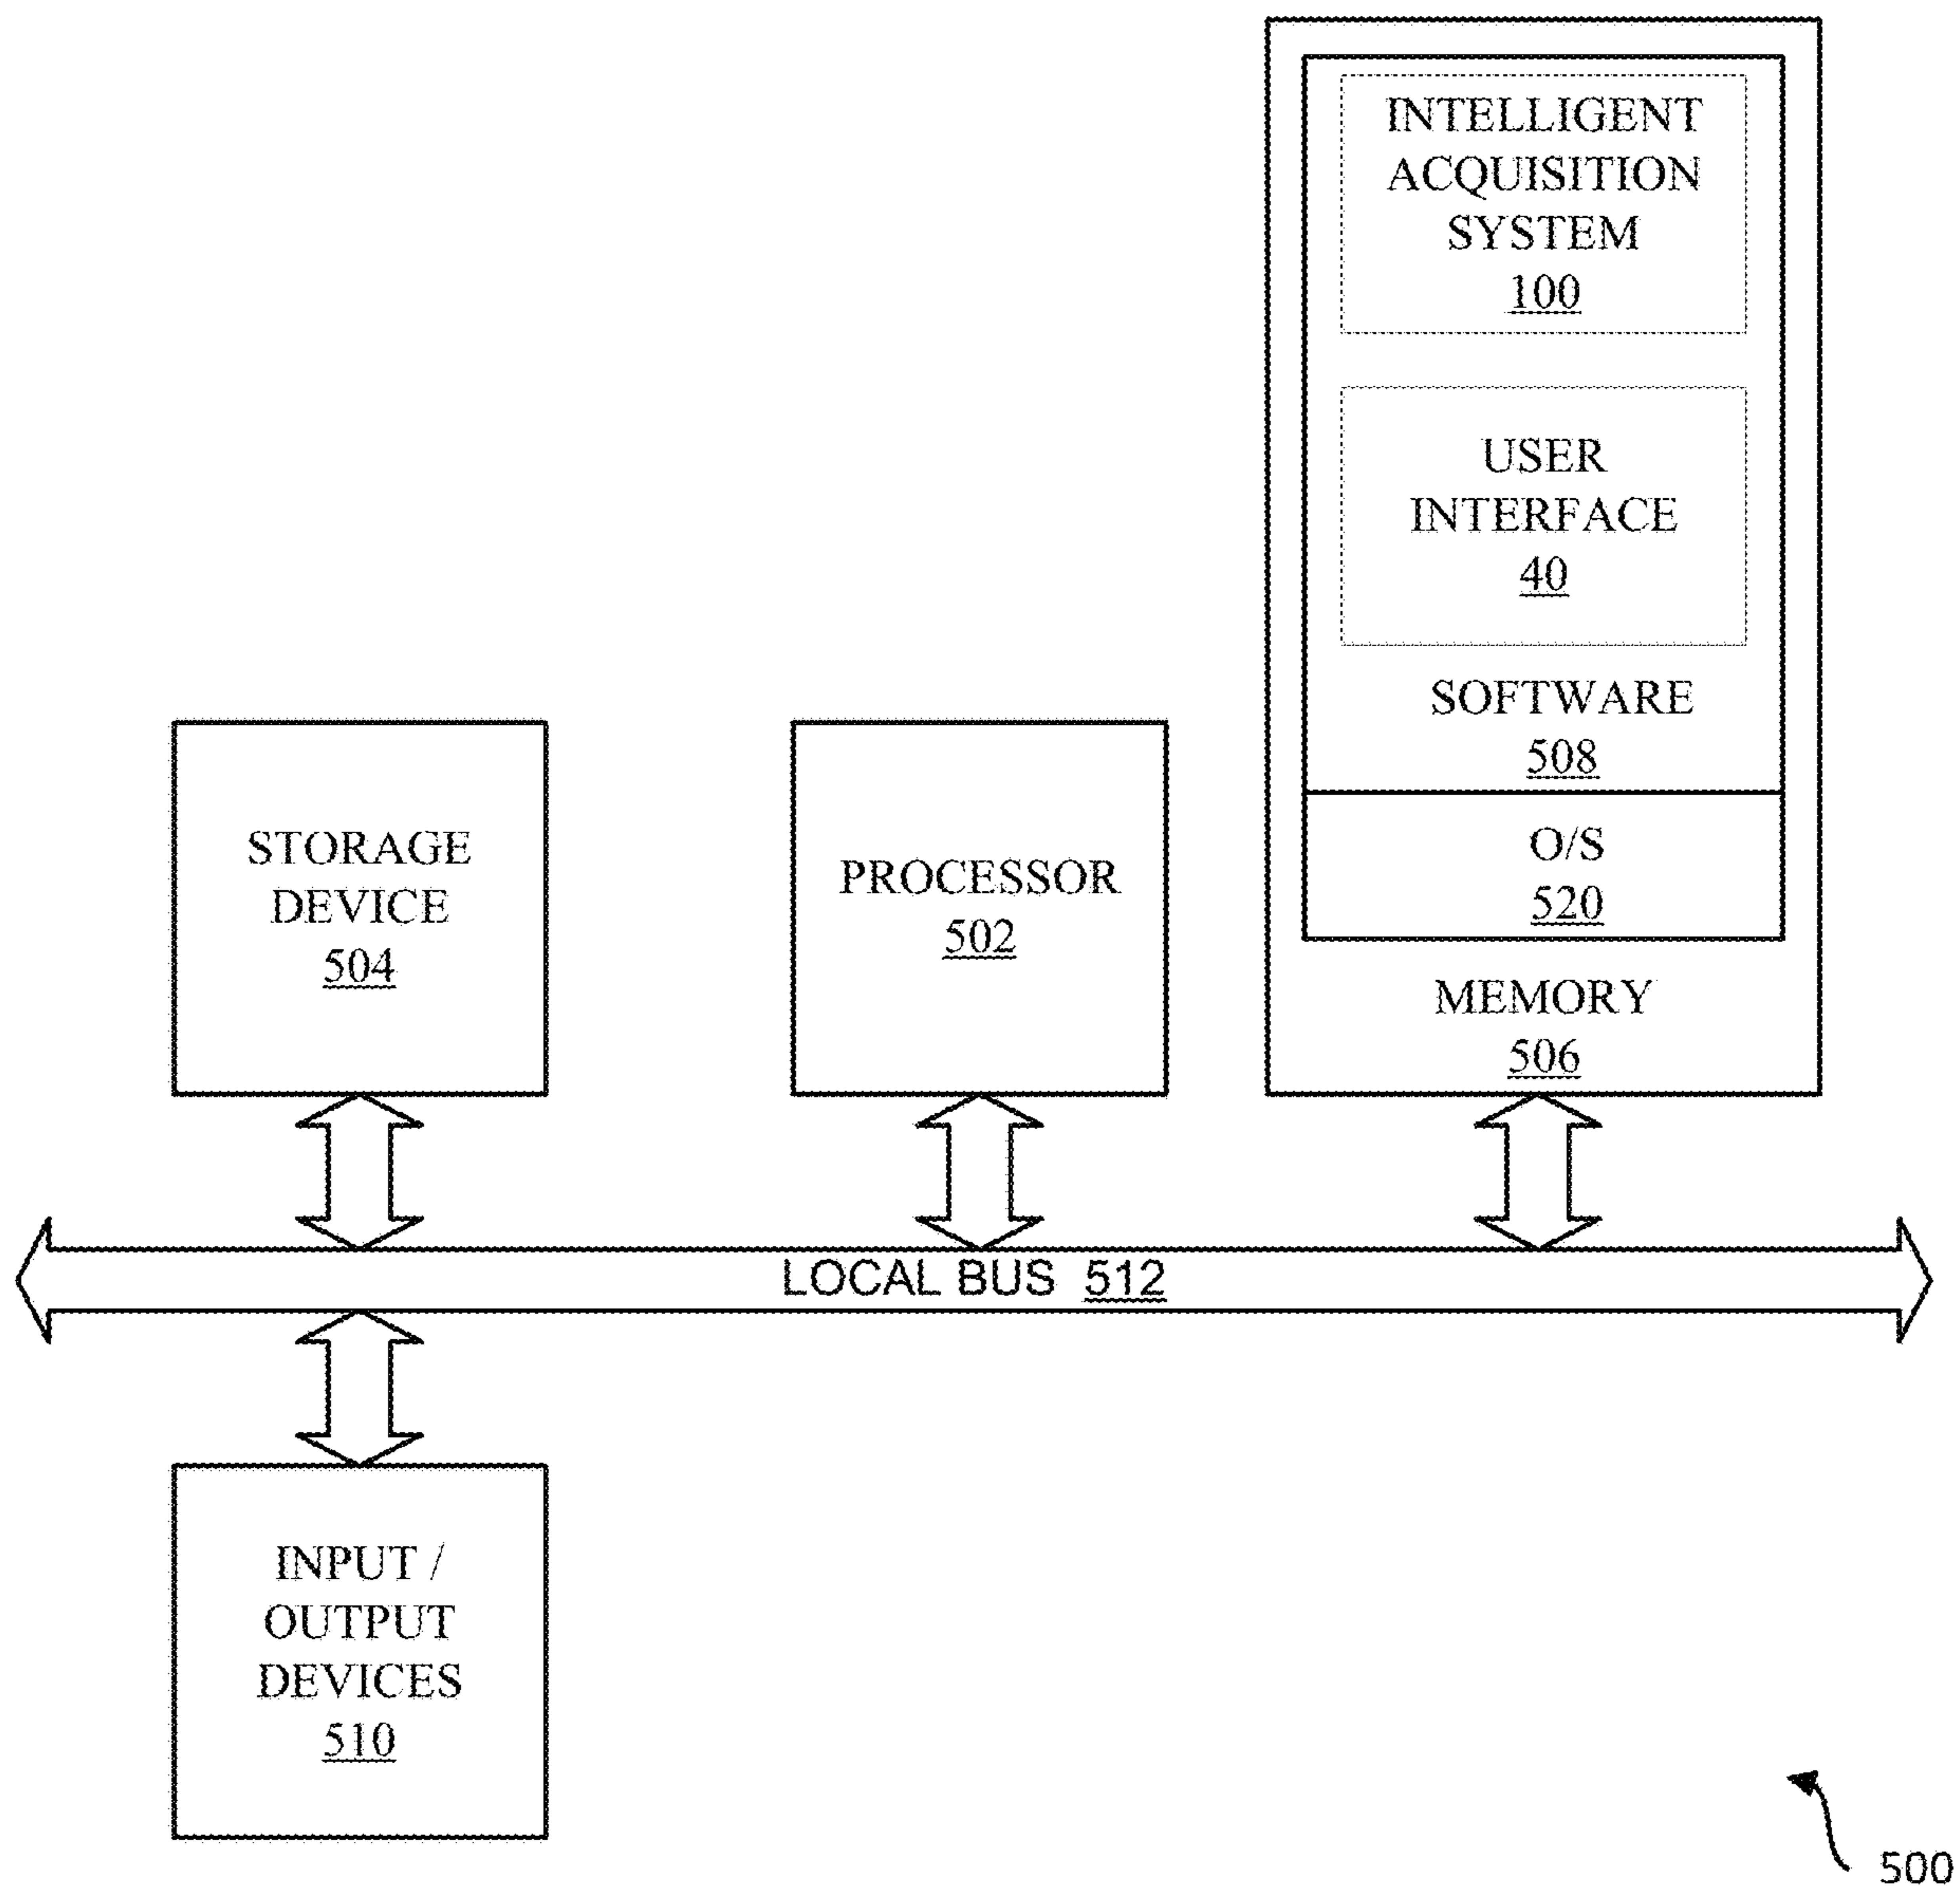 INTELLIGENT
ACQUISITION
SYSTEM
100
USER
INTERFACE
40
SOFTWARE
508
O/S
520
MEMORY
506
STORAGE
DEVICE
504
PROCESSOR
502
LOCAL BUS 512
INPUT /
OUTPUT
DEVICES
510
500